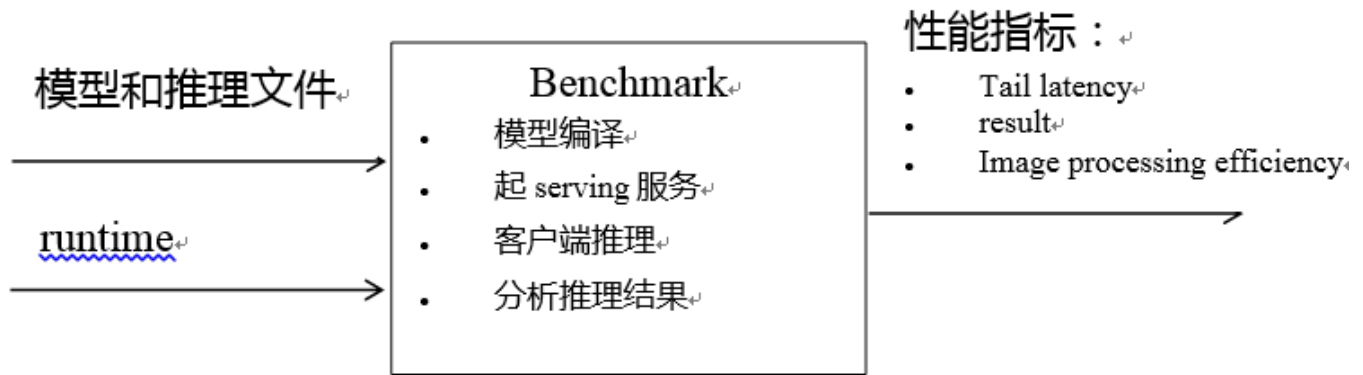 模型和推理文件
runtime
Benchmark
• 模型编译
• 起 serving 服务
• 客户端推理
• 分析推理结果
性能指标：
• Tail latency
• result
• Image processing efficiency